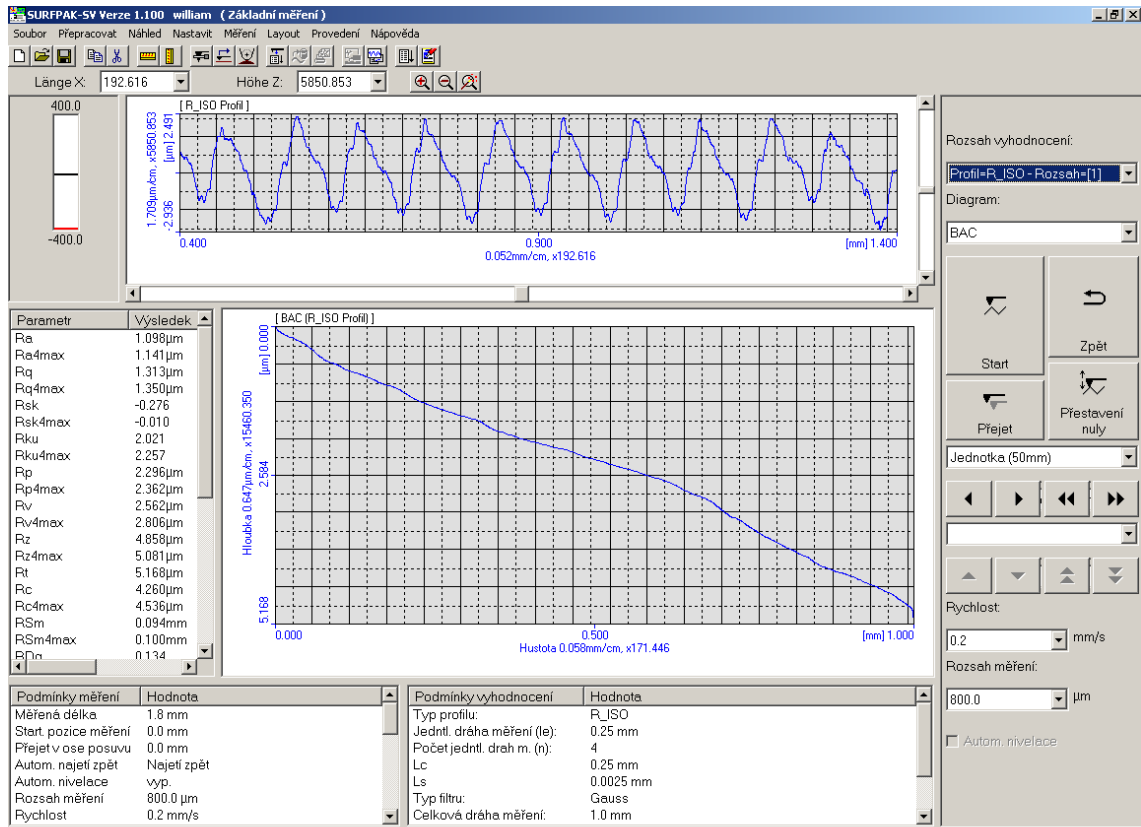 SURFPAK-SV Verze 1.100 william ( Základní měření )
Soubor Přepracovat Náhled Nastavit Měření Layout Provedení Nápověda
Länge X: 192.616 Höhe Z: 5850.853
400.0
-400.0
[ R_ISO Profil ]
1.709µm/cm, x5850.853
-2.936 [µm] 2.491
0.400 0.900 [mm] 1.400
0.052mm/cm, x192.616
Parametr Výsledek
Ra 1.098µm
Ra4max 1.141µm
Rq 1.313µm
Rq4max 1.350µm
Rsk -0.276
Rsk4max -0.010
Rku 2.021
Rku4max 2.257
Rp 2.296µm
Rp4max 2.362µm
Rv 2.562µm
Rv4max 2.806µm
Rz 4.858µm
Rz4max 5.081µm
Rt 5.168µm
Rc 4.260µm
Rc4max 4.536µm
RSm 0.094mm
RSm4max 0.100mm
RDq 0.134
[ BAC (R_ISO Profil) ]
Hloubka 0.647µm/cm, x15460.350
5.168 2.584 [µm] 0.000
0.000 0.500 [mm] 1.000
Hustota 0.058mm/cm, x171.446
Rozsah vyhodnocení:
Profil=R_ISO - Rozsah=[1]
Diagram:
BAC
Start
Zpět
Přejet
Přestavení
nuly
Jednotka (50mm)
Rychlost:
0.2 mm/s
Rozsah měření:
800.0 µm
Autom. nivelace
Podmínky měření Hodnota
Měřená délka 1.8 mm
Start. pozice měření 0.0 mm
Přejet v ose posuvu 0.0 mm
Autom. najetí zpět Najetí zpět
Autom. nivelace vyp.
Rozsah měření 800.0 µm
Rychlost 0.2 mm/s
Podmínky vyhodnocení Hodnota
Typ profilu: R_ISO
Jedntl. dráha měření (le): 0.25 mm
Počet jedntl. drah m. (n): 4
Lc 0.25 mm
Ls 0.0025 mm
Typ filtru: Gauss
Celková dráha měření: 1.0 mm